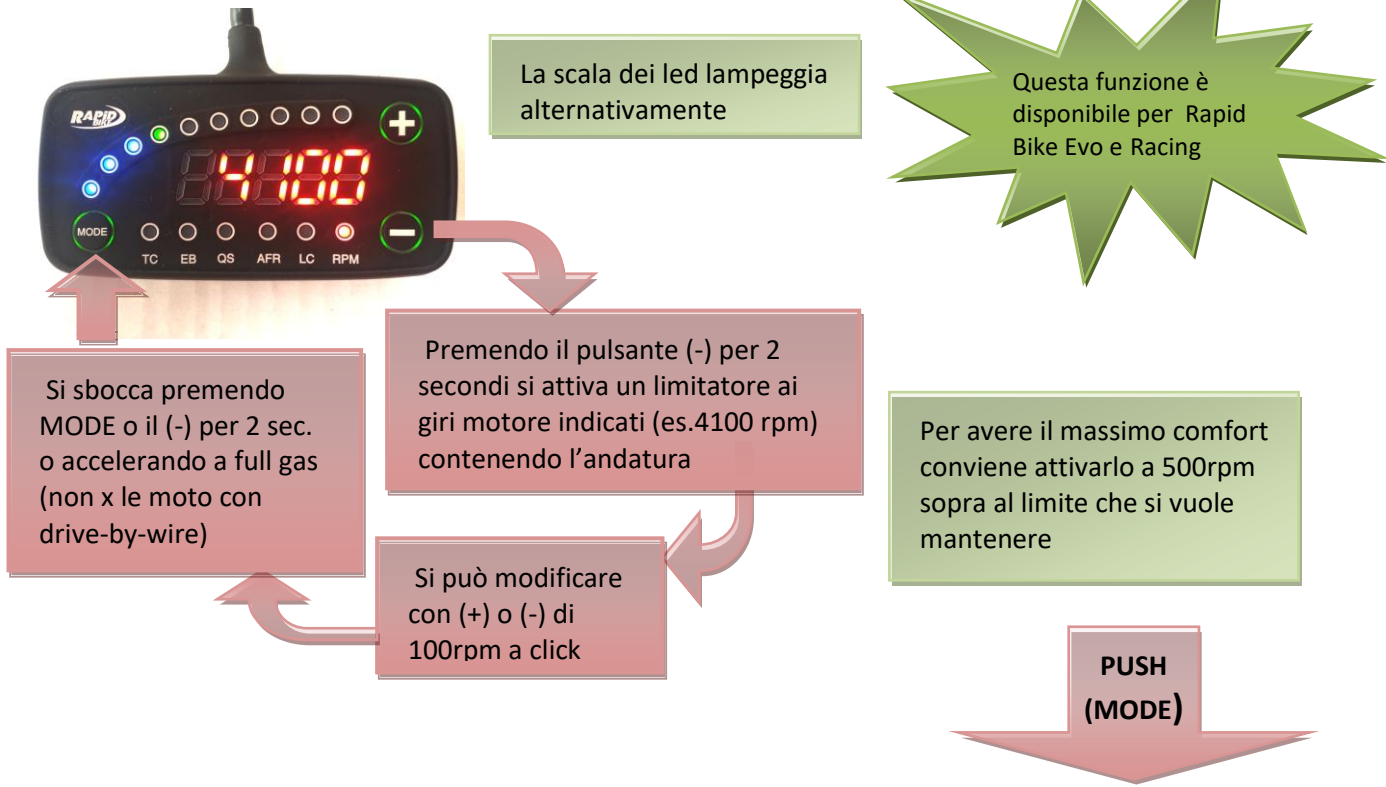 La scala dei led lampeggia
alternativamente
Questa funzione è
disponibile per Rapid
Bike Evo e Racing
RAPID
BIKE
4100
MODE
TC EB QS AFR LC RPM
Premendo il pulsante (-) per 2
secondi si attiva un limitatore ai
giri motore indicati (es.4100 rpm)
contenendo l’andatura
Si sbocca premendo
MODE o il (-) per 2 sec.
o accelerando a full gas
(non x le moto con
drive-by-wire)
Per avere il massimo comfort
conviene attivarlo a 500rpm
sopra al limite che si vuole
mantenere
Si può modificare
con (+) o (-) di
100rpm a click
PUSH
(MODE)